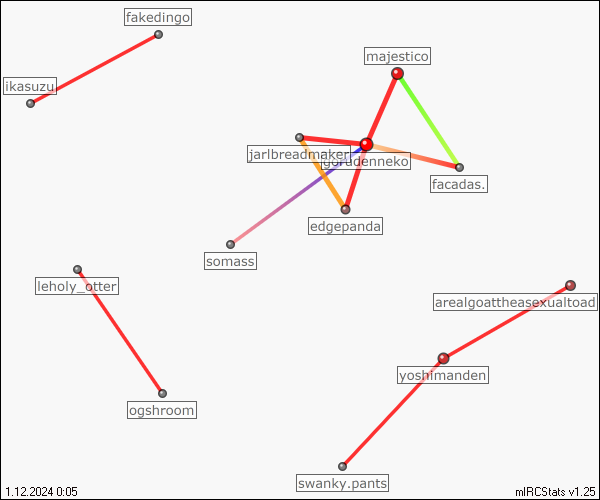 fakedingo
majestico
ikasuzu
jarlbreadmaker
gorudenneko
facadas.
edgepanda
somass
leholy_otter
arealgoattheasexualtoad
yoshimanden
ogshroom
swanky.pants
1.12.2024 0:05
mIRCStats v1.25